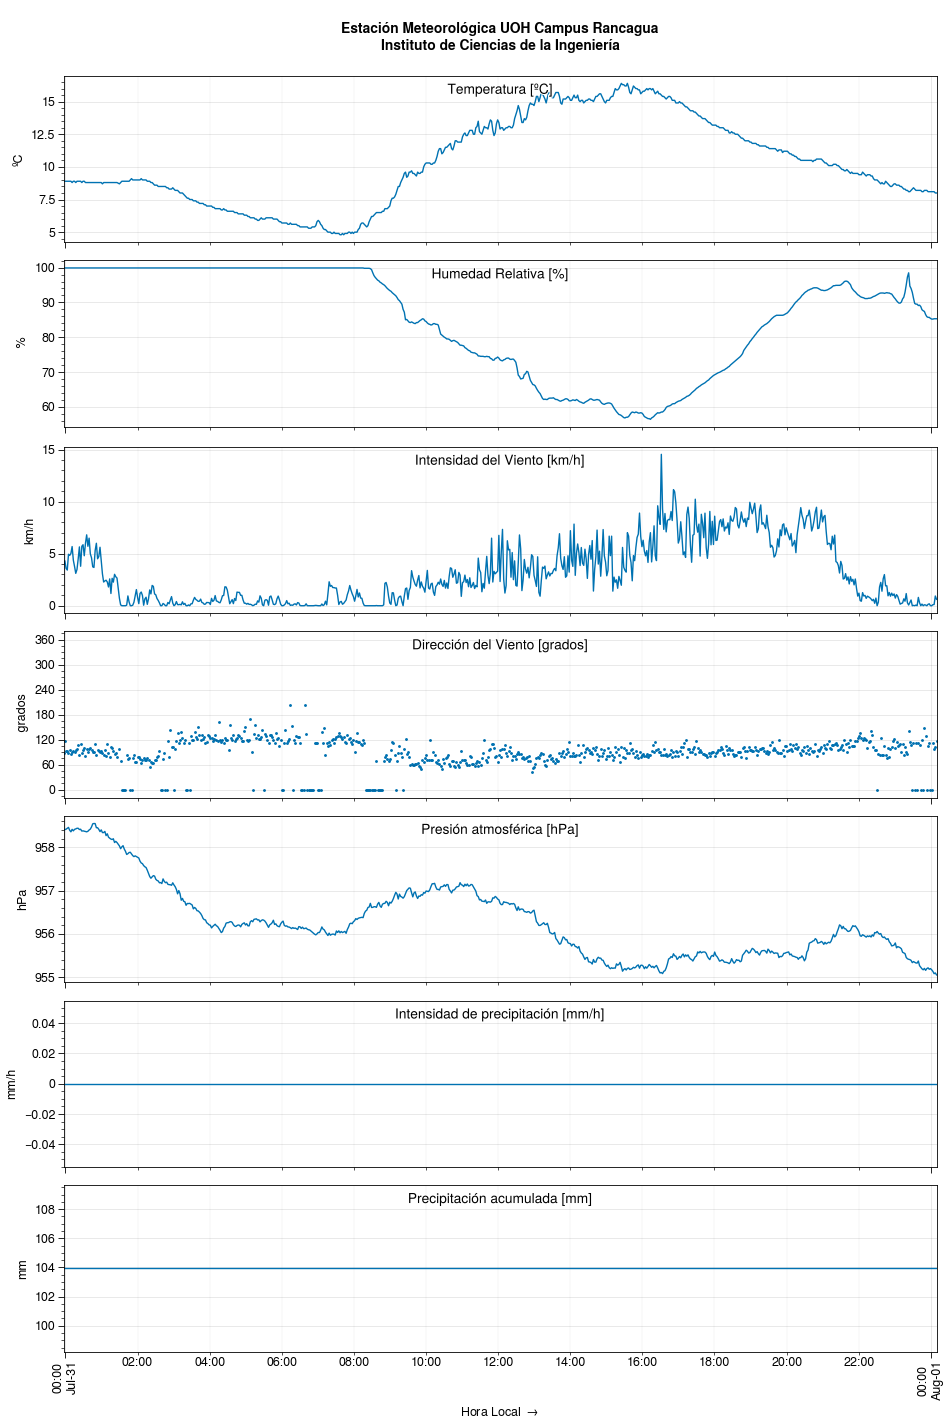 Estación Meteorológica UOH Campus Rancagua
Instituto de Ciencias de la Ingeniería
Temperatura [ºC]
ºC
15
12.5
10
7.5
5
Humedad Relativa [%]
%
100
90
80
70
60
Intensidad del Viento [km/h]
km/h
15
10
5
0
Dirección del Viento [grados]
grados
360
300
240
180
120
60
0
Presión atmosférica [hPa]
hPa
958
957
956
955
Intensidad de precipitación [mm/h]
mm/h
0.04
0.02
0
−0.02
−0.04
Precipitación acumulada [mm]
mm
108
106
104
102
100
00:00
Jul-31
02:00
04:00
06:00
08:00
10:00
12:00
14:00
16:00
18:00
20:00
22:00
00:00
Aug-01
Hora Local →